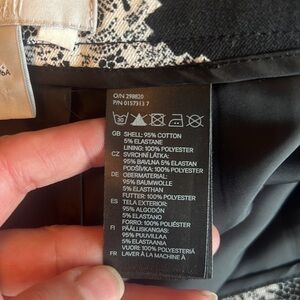 O/N 298820
P/N 0157313 7
GB SHELL: 95% COTTON
5% ELASTANE
LINING: 100% POLYESTER
CZ SVRCHNÍ LÁTKA:
95% BAVLNA 5% ELASTAN
PODŠÍVKA: 100% POLYESTER
DE OBERMATERIAL:
95% BAUMWOLLE
5% ELASTHAN
FUTTER: 100% POLYESTER
ES TELA EXTERIOR:
95% ALGODÓN
5% ELASTANO
FORRO: 100% POLIÉSTER
FI PÄÄLLISKANGAS:
95% PUUVILLAA
5% ELASTAANIA
VUORI: 100% POLYESTERIÄ
FR LAVER À LA MACHINE À